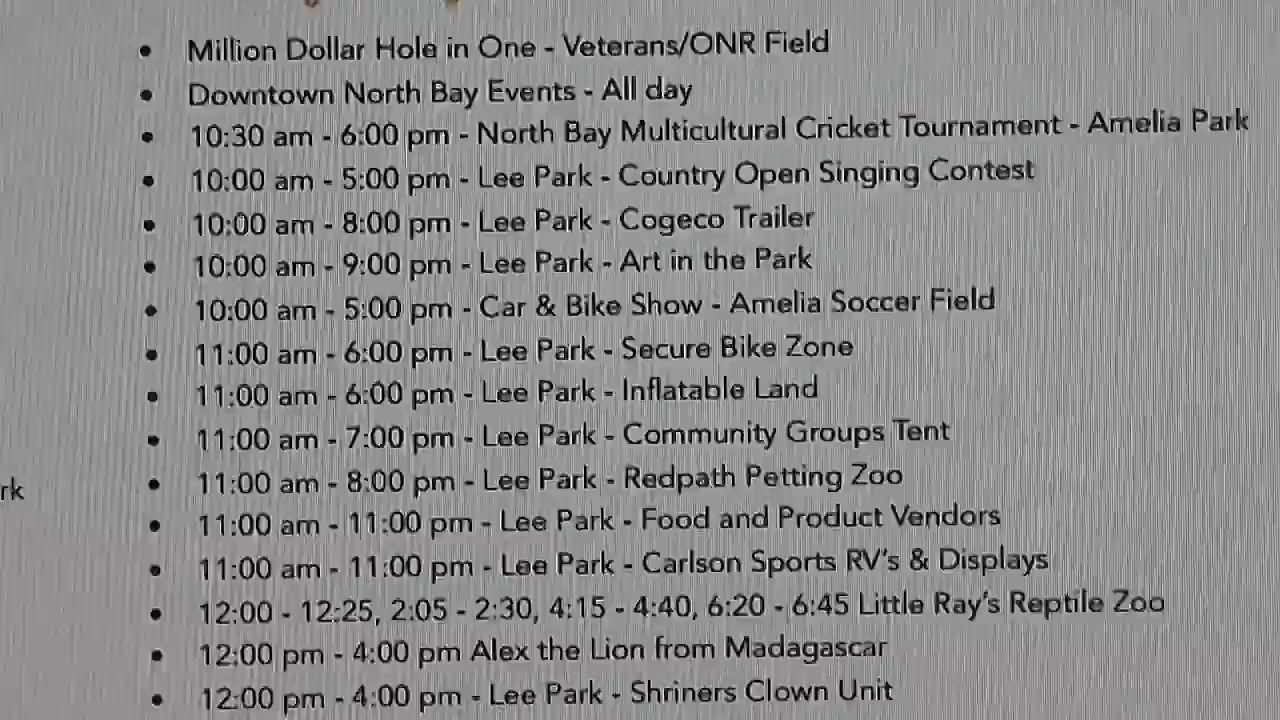 • Million Dollar Hole in One - Veterans/ONR Field
• Downtown North Bay Events - All day
• 10:30 am - 6:00 pm - North Bay Multicultural Cricket Tournament - Amelia Park
• 10:00 am - 5:00 pm - Lee Park - Country Open Singing Contest
• 10:00 am - 8:00 pm - Lee Park - Cogeco Trailer
• 10:00 am - 9:00 pm - Lee Park - Art in the Park
• 10:00 am - 5:00 pm - Car & Bike Show - Amelia Soccer Field
• 11:00 am - 6:00 pm - Lee Park - Secure Bike Zone
• 11:00 am - 6:00 pm - Lee Park - Inflatable Land
• 11:00 am - 7:00 pm - Lee Park - Community Groups Tent
rk
• 11:00 am - 8:00 pm - Lee Park - Redpath Petting Zoo
• 11:00 am - 11:00 pm - Lee Park - Food and Product Vendors
• 11:00 am - 11:00 pm - Lee Park - Carlson Sports RV's & Displays
• 12:00 - 12:25, 2:05 - 2:30, 4:15 - 4:40, 6:20 - 6:45 Little Ray's Reptile Zoo
• 12:00 pm - 4:00 pm Alex the Lion from Madagascar
• 12:00 pm - 4:00 pm - Lee Park - Shriners Clown Unit